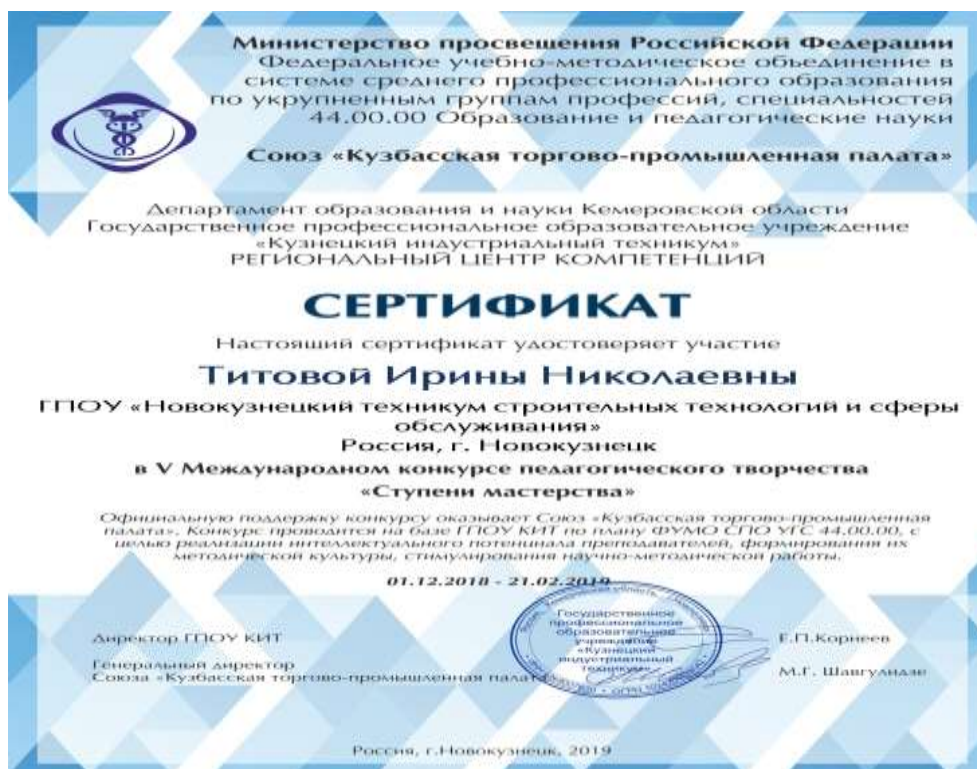 Министерство просвещения Российской Федерации
Федеральное учебно-методическое объединение в
системе среднего профессионального образования
по укрупненным группам профессий, специальностей
44.00.00 Образование и педагогические науки
Союз «Кузбасская торгово-промышленная палата»
Департамент образования и науки Кемеровской области
Государственное профессиональное образовательное учреждение
«Кузнецкий индустриальный техникум»
РЕГИОНАЛЬНЫЙ ЦЕНТР КОМПЕТЕНЦИЙ
СЕРТИФИКАТ
Настоящий сертификат удостоверяет участие
Титовой Ирины Николаевны
ГПОУ «Новокузнецкий техникум строительных технологий и сферы
обслуживания»
Россия, г. Новокузнецк
в V Международном конкурсе педагогического творчества
«Ступени мастерства»
Официальную поддержку конкурсу оказывает Союз «Кузбасская торгово-промышленная
палата». Конкурс проводится на базе ГПОУ КИТ по плану ФУМО СПО УГС 44.00.00, с
целью реализации интеллектуального потенциала преподавателей, формирования их
методической культуры, стимулирования научно-методической работы.
01.12.2018 - 21.02.2019
Государственное
профессиональное
образовательное
учреждение
«Кузнецкий
индустриальный
техникум»
Директор ГПОУ КИТ
Е.П.Корнеев
Генеральный директор
Союза «Кузбасская торгово-промышленная палата»
М.Г. Шавгулидзе
Россия, г.Новокузнецк, 2019